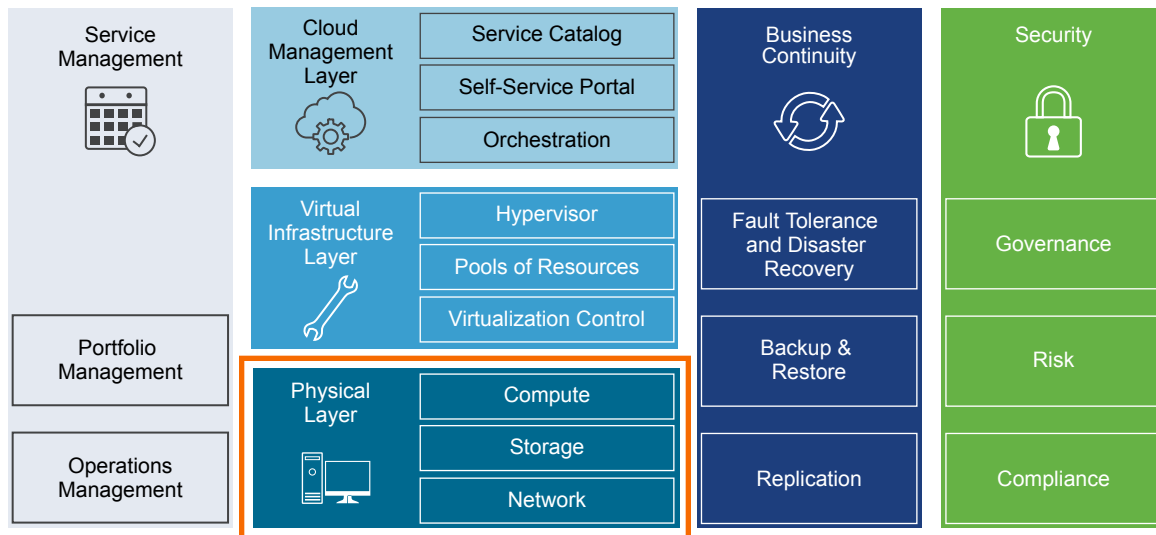 Service
Management
Portfolio
Management
Operations
Management
Cloud
Management
Layer
Service Catalog
Self-Service Portal
Orchestration
Virtual
Infrastructure
Layer
Hypervisor
Pools of Resources
Virtualization Control
Physical
Layer
Compute
Storage
Network
Business
Continuity
Fault Tolerance
and Disaster
Recovery
Backup &
Restore
Replication
Security
Governance
Risk
Compliance